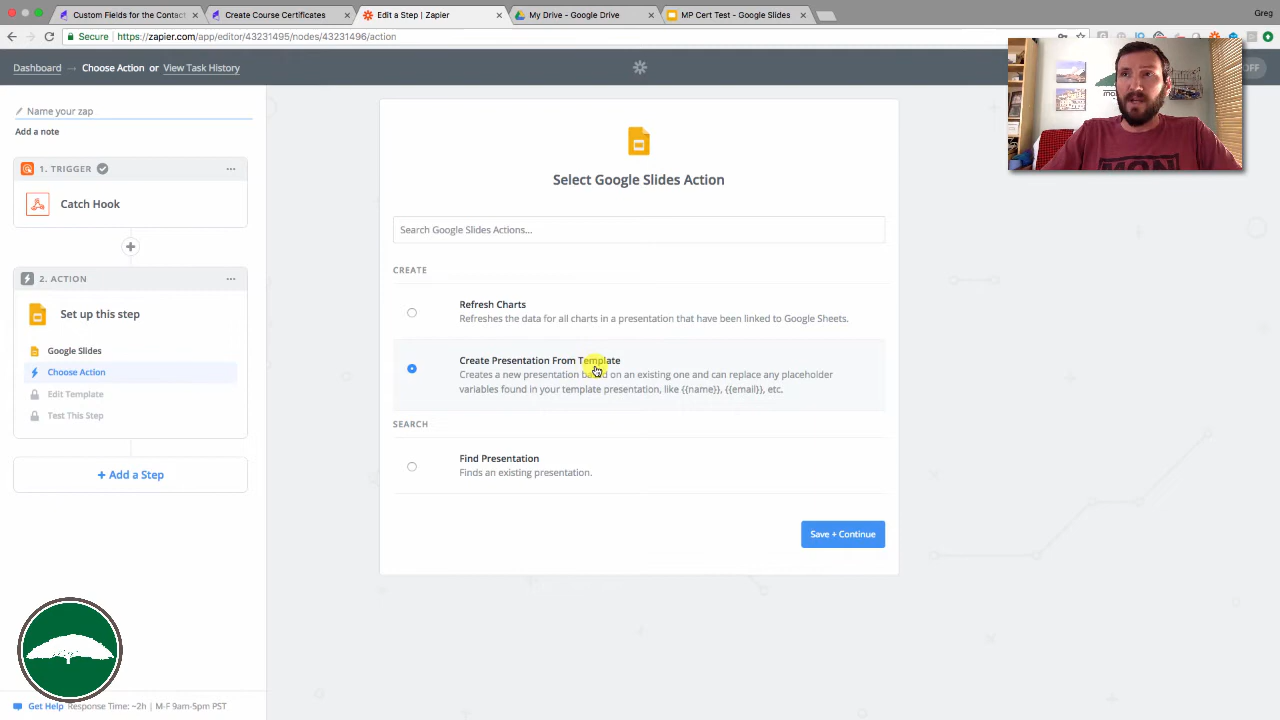 Custom Fields for the Contact
Create Course Certificates
Edit a Step | Zapier
My Drive - Google Drive
MP Cert Test - Google Slides
Greg
Secure
https://zapier.com/app/editor/43231495/nodes/43231496/action
Dashboard → Choose Action or View Task History
OFF
Name your zap
Add a note
1. TRIGGER
Catch Hook
2. ACTION
Set up this step
Google Slides
Choose Action
Edit Template
Test This Step
+ Add a Step
Select Google Slides Action
Search Google Slides Actions...
CREATE
Refresh Charts
Refreshes the data for all charts in a presentation that have been linked to Google Sheets.
Create Presentation From Template
Creates a new presentation based on an existing one and can replace any placeholder
variables found in your template presentation, like {{name}}, {{email}}, etc.
SEARCH
Find Presentation
Finds an existing presentation.
Save + Continue
Get Help Response Time: ~2h | M-F 9am-5pm PST